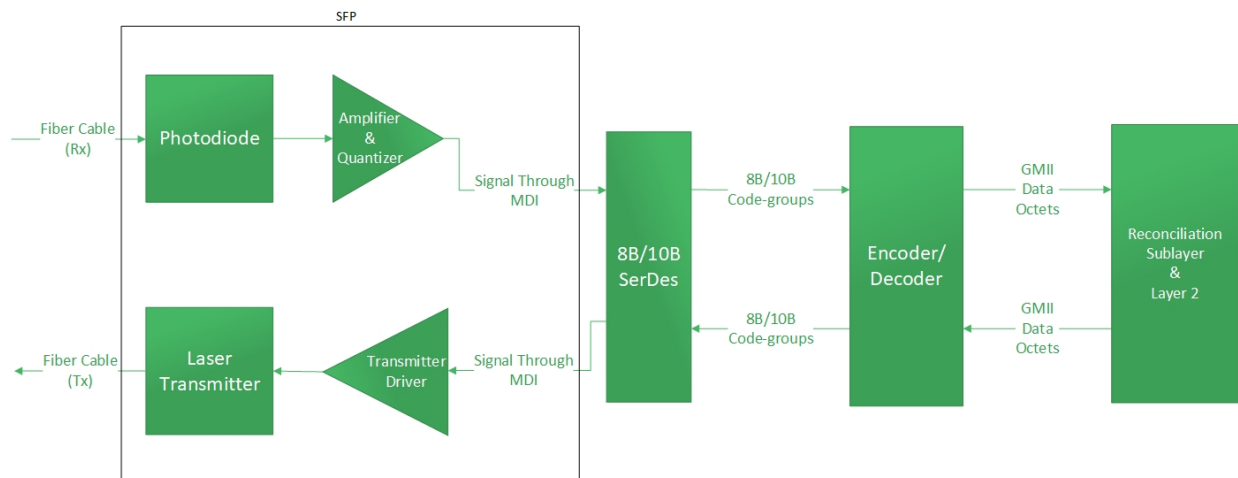 SFP
Fiber Cable
(Rx)
Photodiode
Amplifier
&
Quantizer
Signal Through
MDI
8B/10B
SerDes
8B/10B
Code-groups
Encoder/
Decoder
GMII
Data
Octets
Reconciliation
Sublayer
&
Layer 2
Fiber Cable
(Tx)
Laser
Transmitter
Transmitter
Driver
Signal Through
MDI
8B/10B
Code-groups
GMII
Data
Octets